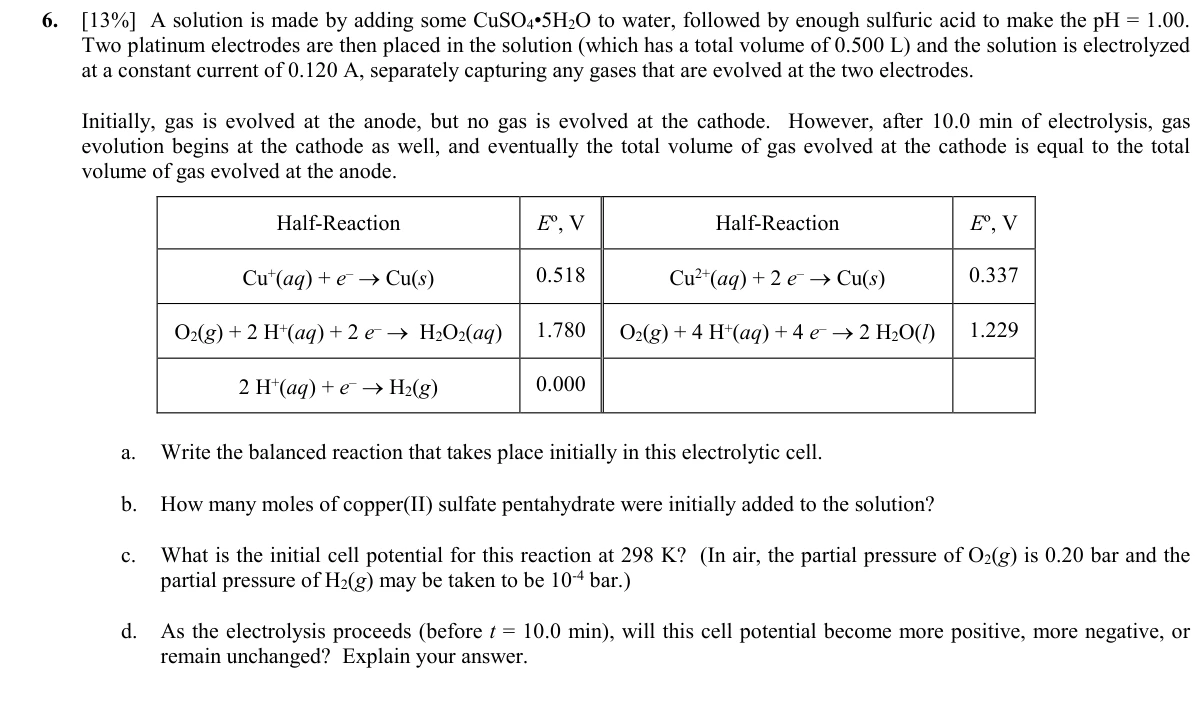 6. [13%] A solution is made by adding some CuSO₄•5H₂O to water, followed by enough sulfuric acid to make the pH = 1.00.
Two platinum electrodes are then placed in the solution (which has a total volume of 0.500 L) and the solution is electrolyzed
at a constant current of 0.120 A, separately capturing any gases that are evolved at the two electrodes.
Initially, gas is evolved at the anode, but no gas is evolved at the cathode. However, after 10.0 min of electrolysis, gas
evolution begins at the cathode as well, and eventually the total volume of gas evolved at the cathode is equal to the total
volume of gas evolved at the anode.
Half-Reaction Eº, V Half-Reaction Eº, V
Cu⁺(aq) + e⁻ → Cu(s) 0.518 Cu²⁺(aq) + 2 e⁻ → Cu(s) 0.337
O₂(g) + 2 H⁺(aq) + 2 e⁻ → H₂O₂(aq) 1.780 O₂(g) + 4 H⁺(aq) + 4 e⁻ → 2 H₂O(l) 1.229
2 H⁺(aq) + e⁻ → H₂(g) 0.000
a. Write the balanced reaction that takes place initially in this electrolytic cell.
b. How many moles of copper(II) sulfate pentahydrate were initially added to the solution?
c. What is the initial cell potential for this reaction at 298 K? (In air, the partial pressure of O₂(g) is 0.20 bar and the
partial pressure of H₂(g) may be taken to be 10⁻⁴ bar.)
d. As the electrolysis proceeds (before t = 10.0 min), will this cell potential become more positive, more negative, or
remain unchanged? Explain your answer.